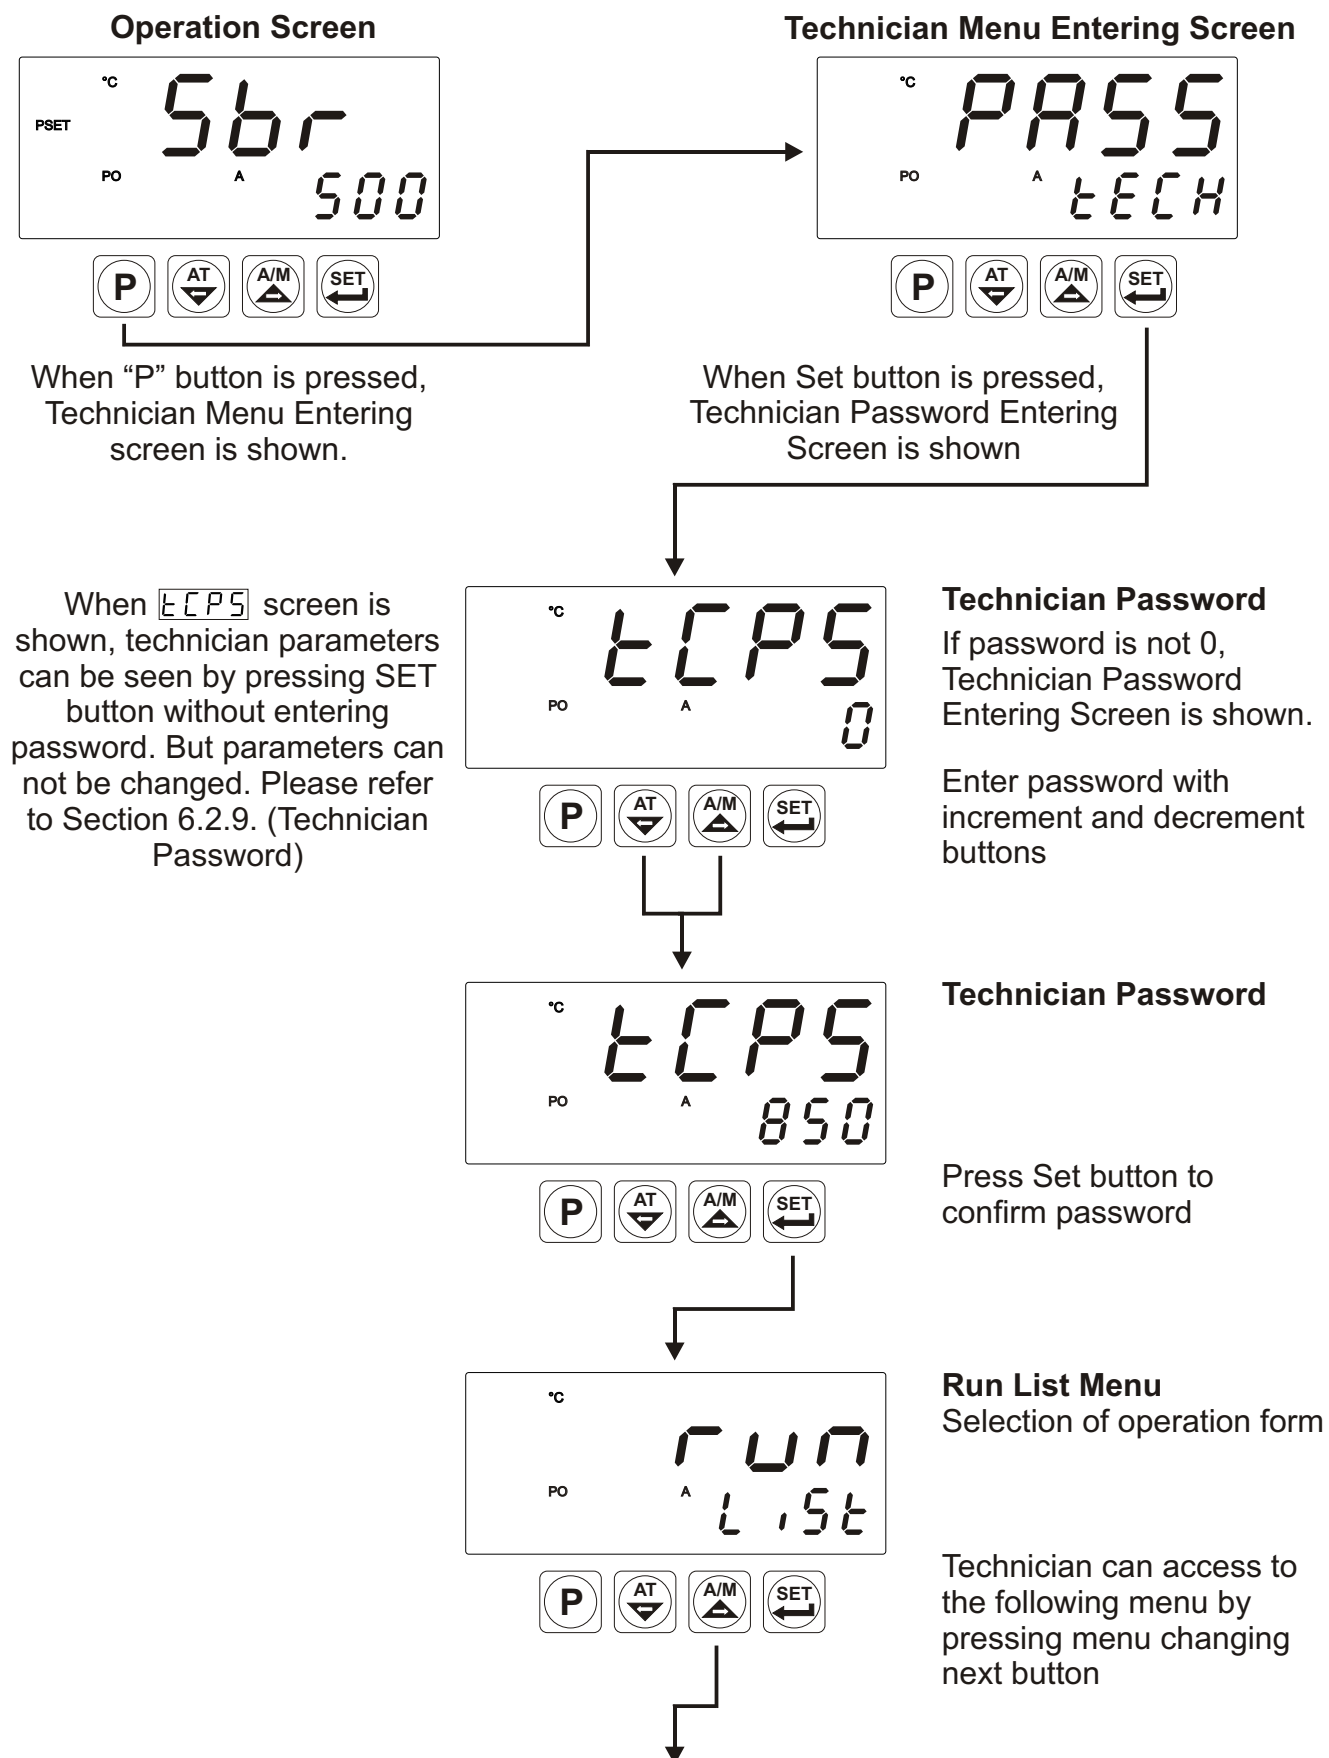 Operation Screen
°C
Sbr
PSET
PO
A
500
P
AT
A/M
SET
When “P” button is pressed,
Technician Menu Entering
screen is shown.
Technician Menu Entering Screen
°C
PASS
PO
A
tECH
P
AT
A/M
SET
When Set button is pressed,
Technician Password Entering
Screen is shown
When tCPS screen is
shown, technician parameters
can be seen by pressing SET
button without entering
password. But parameters can
not be changed. Please refer
to Section 6.2.9. (Technician
Password)
°C
tCPS
PO
A
0
P
AT
A/M
SET
Technician Password
If password is not 0,
Technician Password
Entering Screen is shown.
Enter password with
increment and decrement
buttons
°C
tCPS
PO
A
850
P
AT
A/M
SET
Technician Password
Press Set button to
confirm password
°C
run
PO
A
LiSt
P
AT
A/M
SET
Run List Menu
Selection of operation form
Technician can access to
the following menu by
pressing menu changing
next button